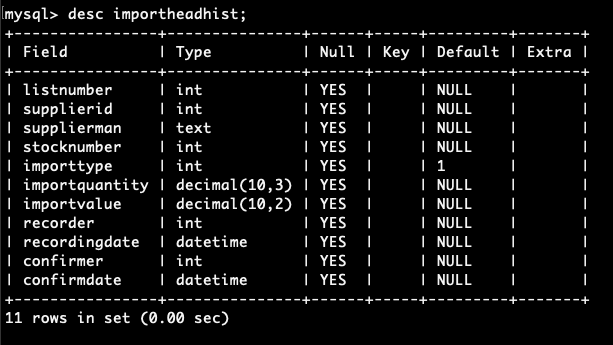 mysql> desc importheadhist;
+----------------+---------------+------+-----+---------+-------+
| Field          | Type          | Null | Key | Default | Extra |
+----------------+---------------+------+-----+---------+-------+
| listnumber     | int           | YES  |     | NULL    |       |
| supplierid     | int           | YES  |     | NULL    |       |
| supplierman    | text          | YES  |     | NULL    |       |
| stocknumber    | int           | YES  |     | NULL    |       |
| importtype     | int           | YES  |     | 1       |       |
| importquantity | decimal(10,3) | YES  |     | NULL    |       |
| importvalue    | decimal(10,2) | YES  |     | NULL    |       |
| recorder       | int           | YES  |     | NULL    |       |
| recordingdate  | datetime      | YES  |     | NULL    |       |
| confirmer      | int           | YES  |     | NULL    |       |
| confirmdate    | datetime      | YES  |     | NULL    |       |
+----------------+---------------+------+-----+---------+-------+
11 rows in set (0.00 sec)